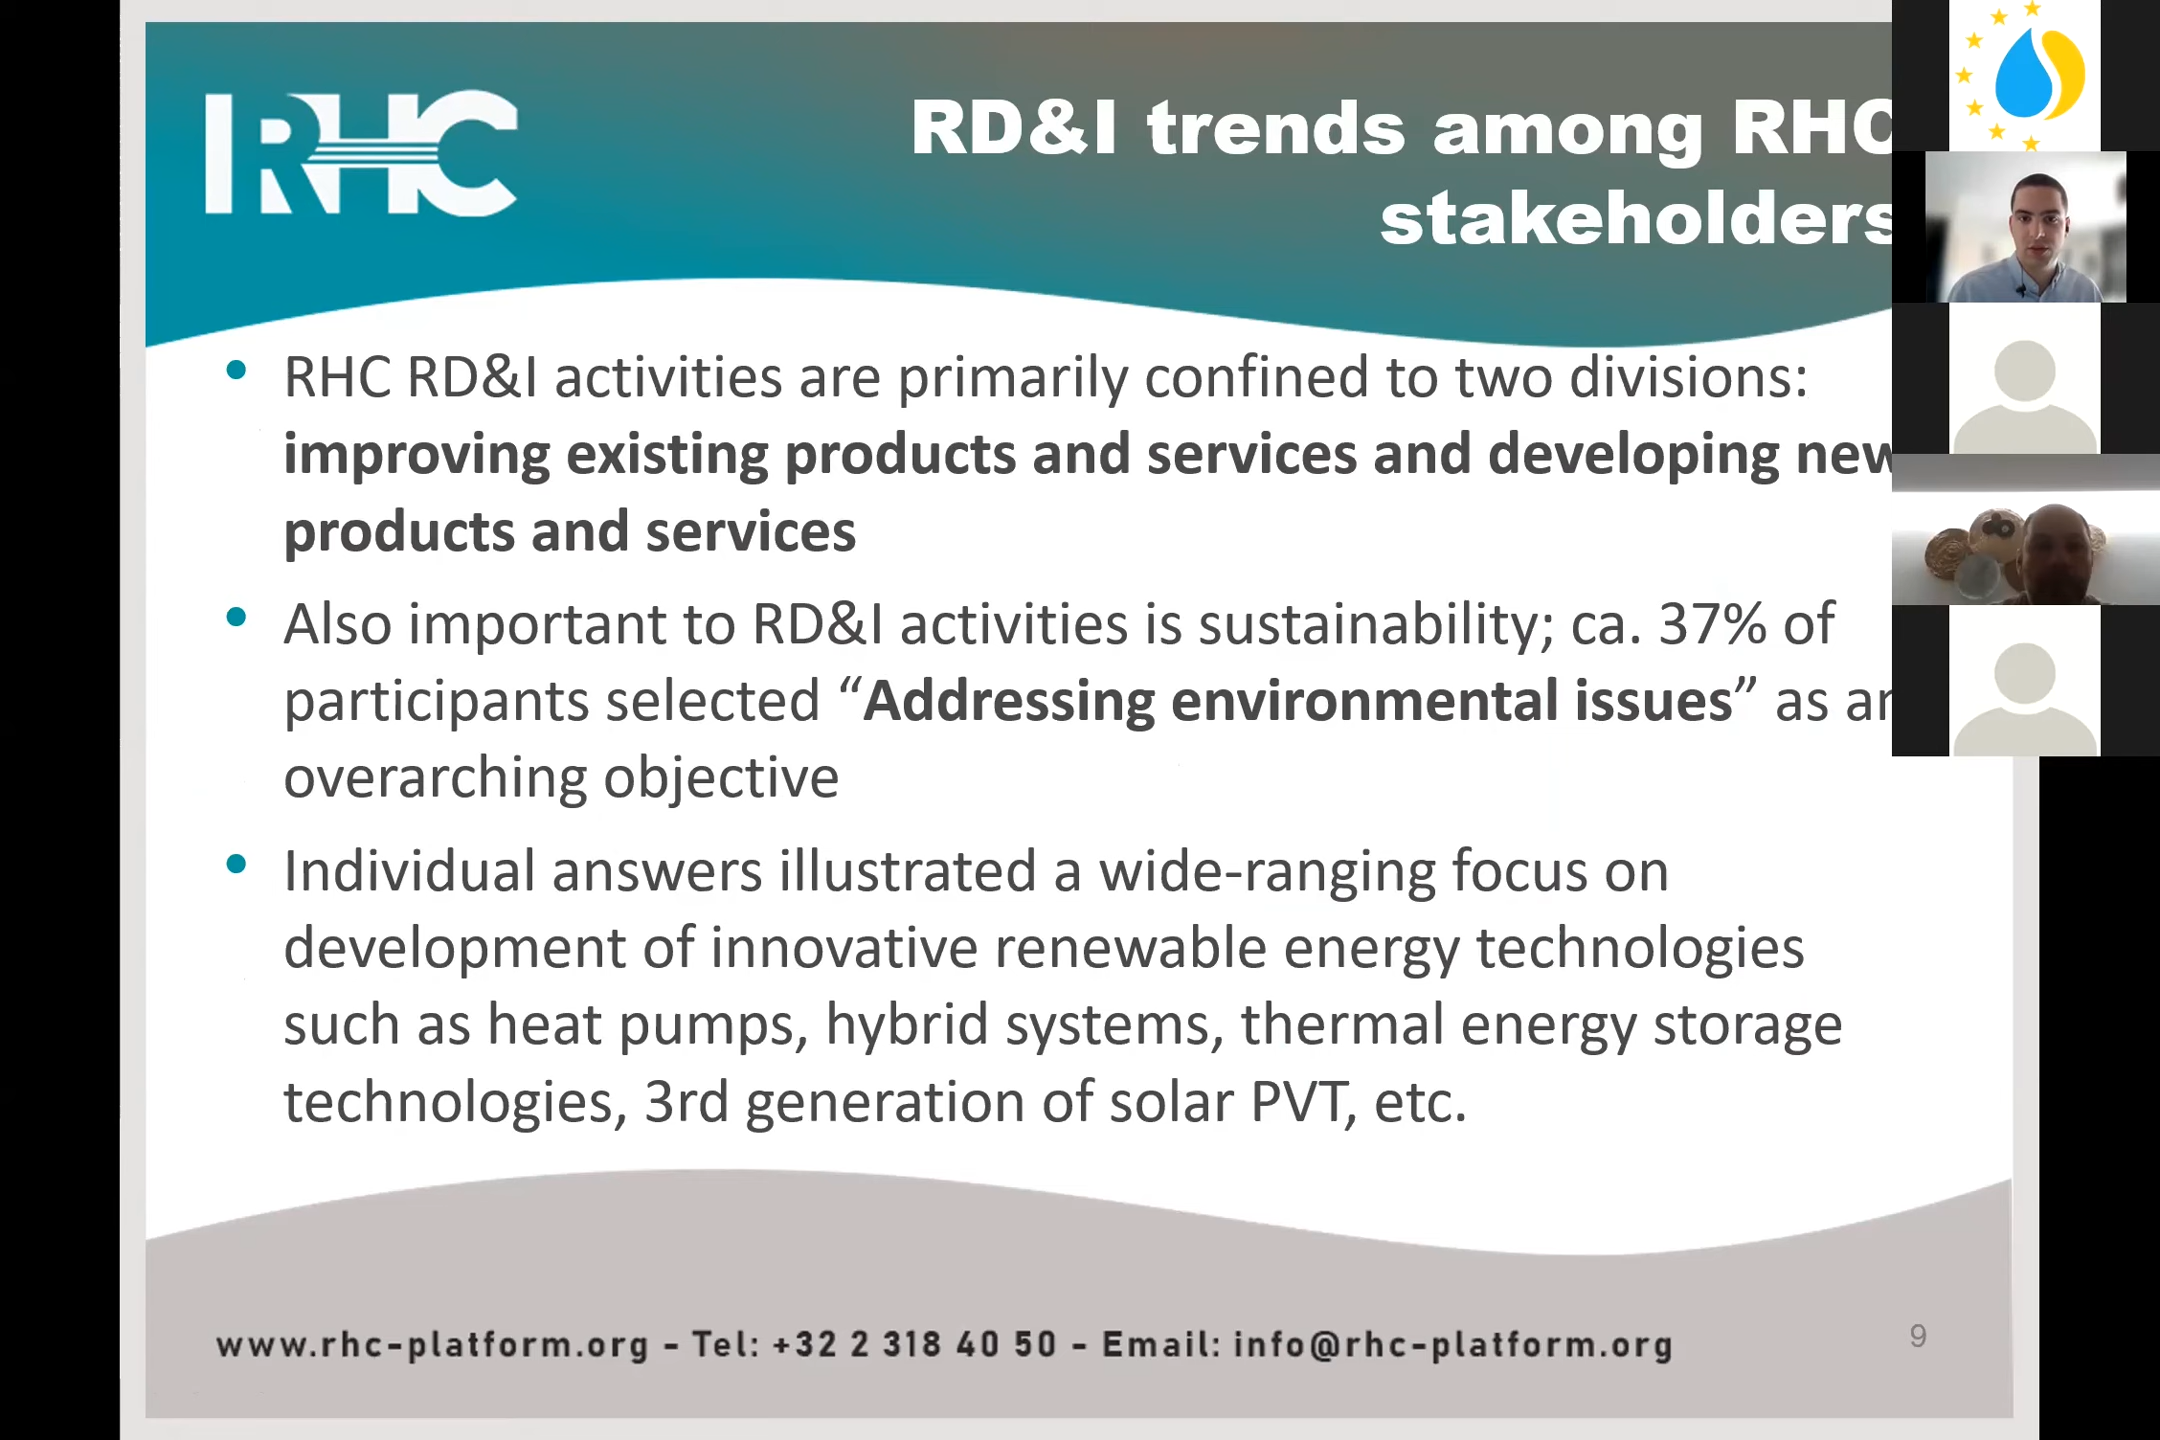 RHC
RD&I trends among RHC
stakeholders
• RHC RD&I activities are primarily confined to two divisions:
improving existing products and services and developing new
products and services
• Also important to RD&I activities is sustainability; ca. 37% of
participants selected “Addressing environmental issues” as an
overarching objective
• Individual answers illustrated a wide-ranging focus on
development of innovative renewable energy technologies
such as heat pumps, hybrid systems, thermal energy storage
technologies, 3rd generation of solar PVT, etc.
www.rhc-platform.org - Tel: +32 2 318 40 50 - Email: info@rhc-platform.org
9